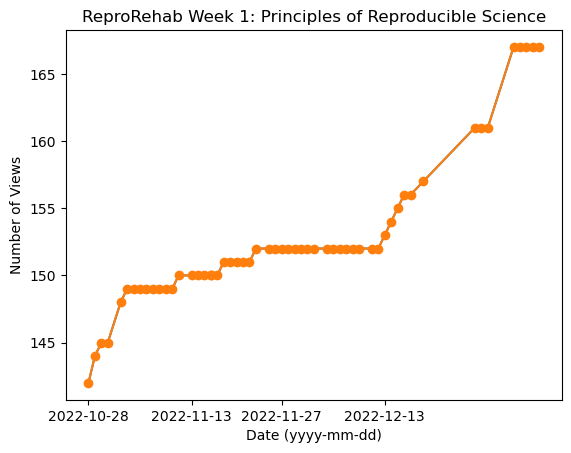 ReproRehab Week 1: Principles of Reproducible Science
165
160
155
150
145
Number of Views
2022-10-28 2022-11-13 2022-11-27 2022-12-13
Date (yyyy-mm-dd)